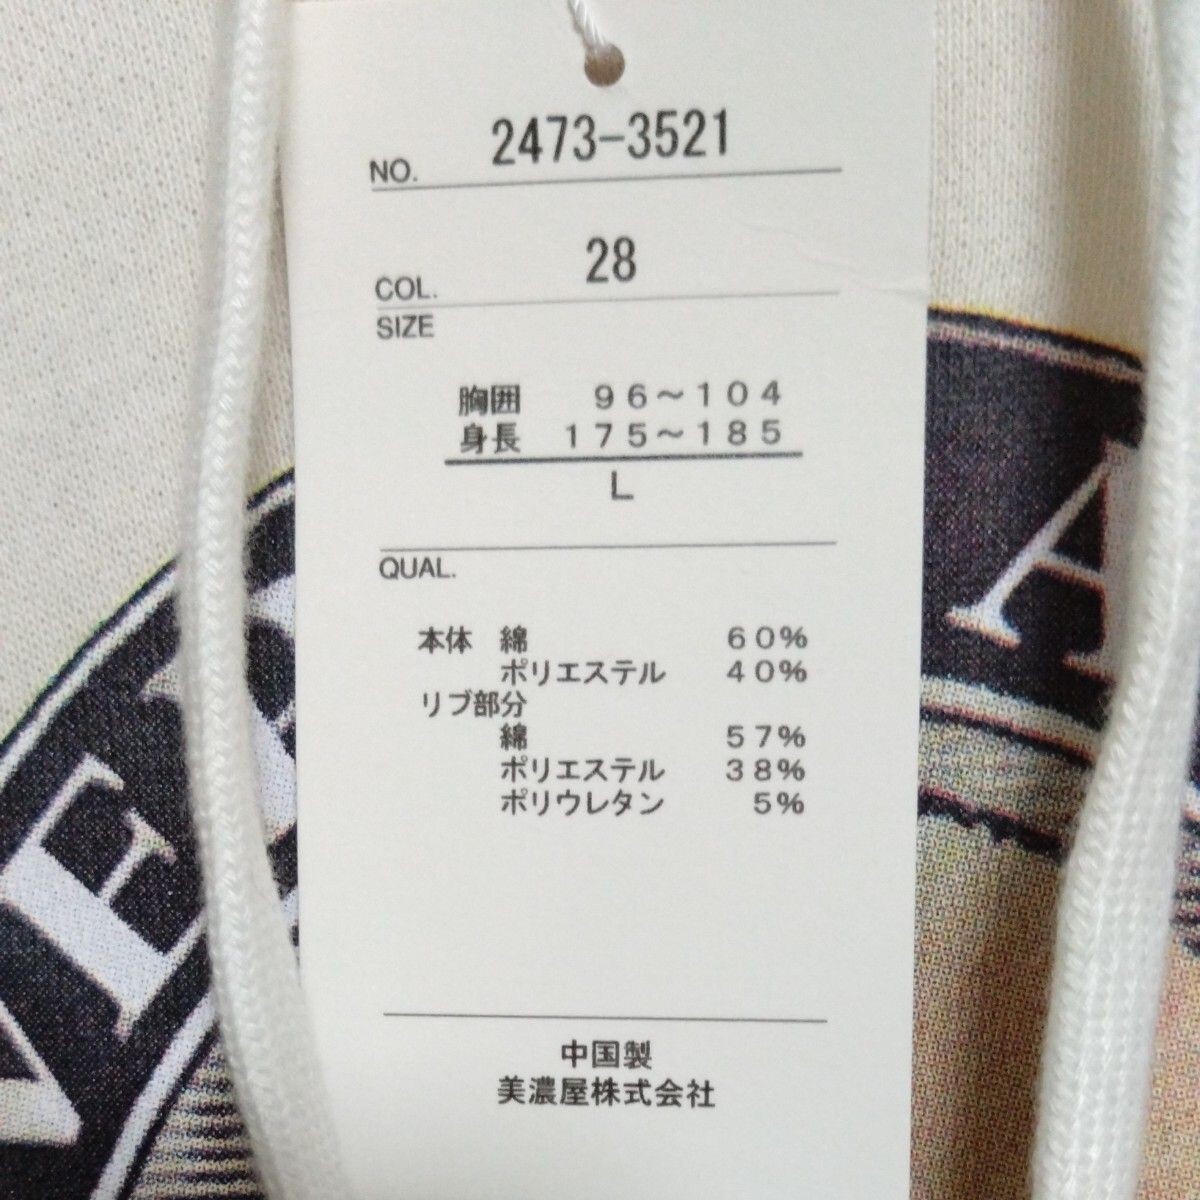 NO. 2473-3521
COL. 28
SIZE
胸囲 96～104
身長 175～185
L
QUAL.
本体 綿 60%
ポリエステル 40%
リブ部分
綿 57%
ポリエステル 38%
ポリウレタン 5%
中国製
美濃屋株式会社